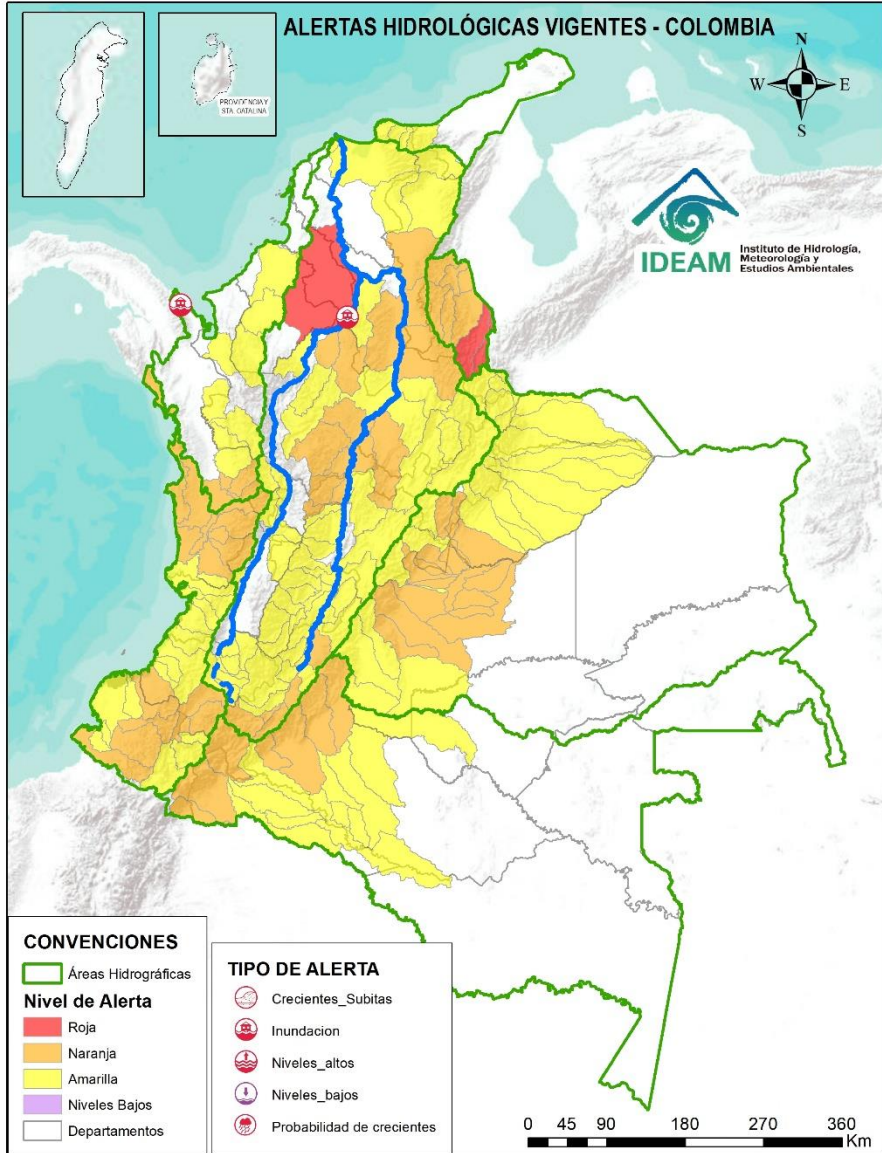 ALERTAS HIDROLÓGICAS VIGENTES - COLOMBIA
PROVIDENCIA Y
STA. CATALINA
N
W
E
S
IDEAM
Instituto de Hidrología,
Meteorología y
Estudios Ambientales
CONVENCIONES
Áreas Hidrográficas
Nivel de Alerta
Roja
Naranja
Amarilla
Niveles Bajos
Departamentos
TIPO DE ALERTA
Crecientes_Subitas
Inundacion
Niveles_altos
Niveles_bajos
Probabilidad de crecientes
0 45 90 180 270 360
Km